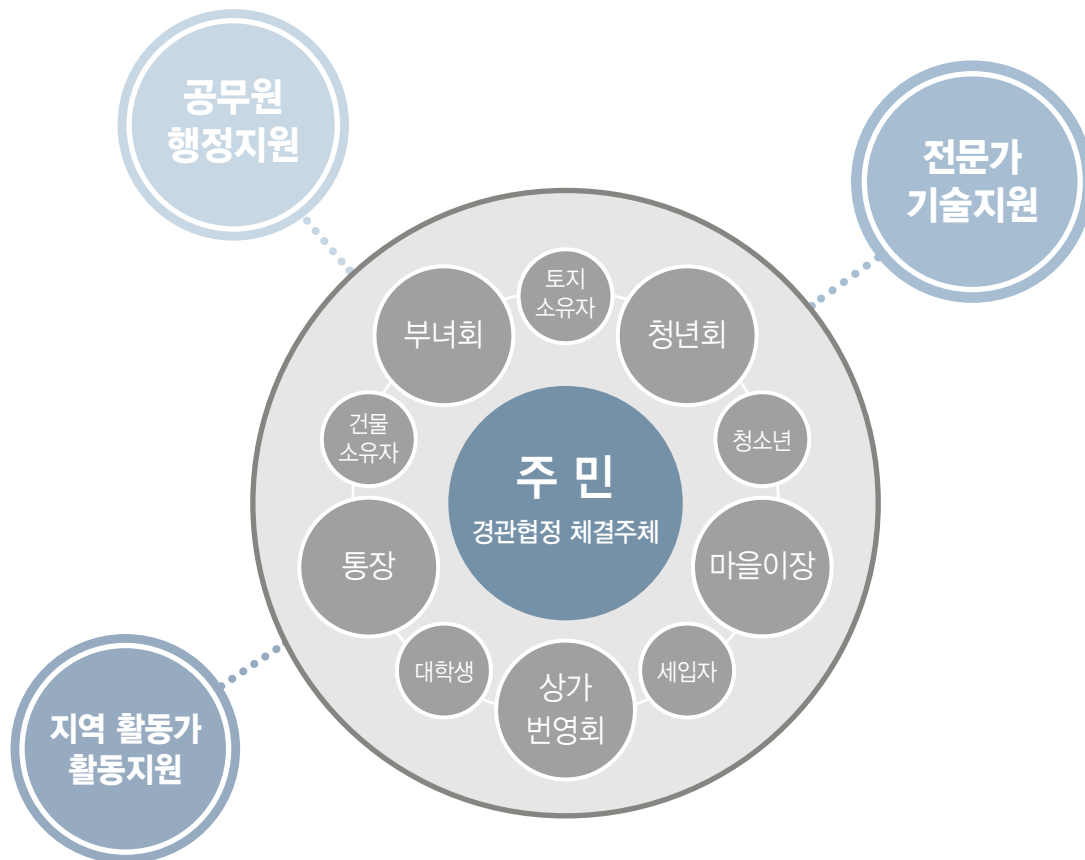 공무원
행정지원
전문가
기술지원
토지
소유자
부녀회
청년회
건물
소유자
청소년
주 민
경관협정 체결주체
통장
마을이장
대학생
세입자
상가
번영회
지역 활동가
활동지원